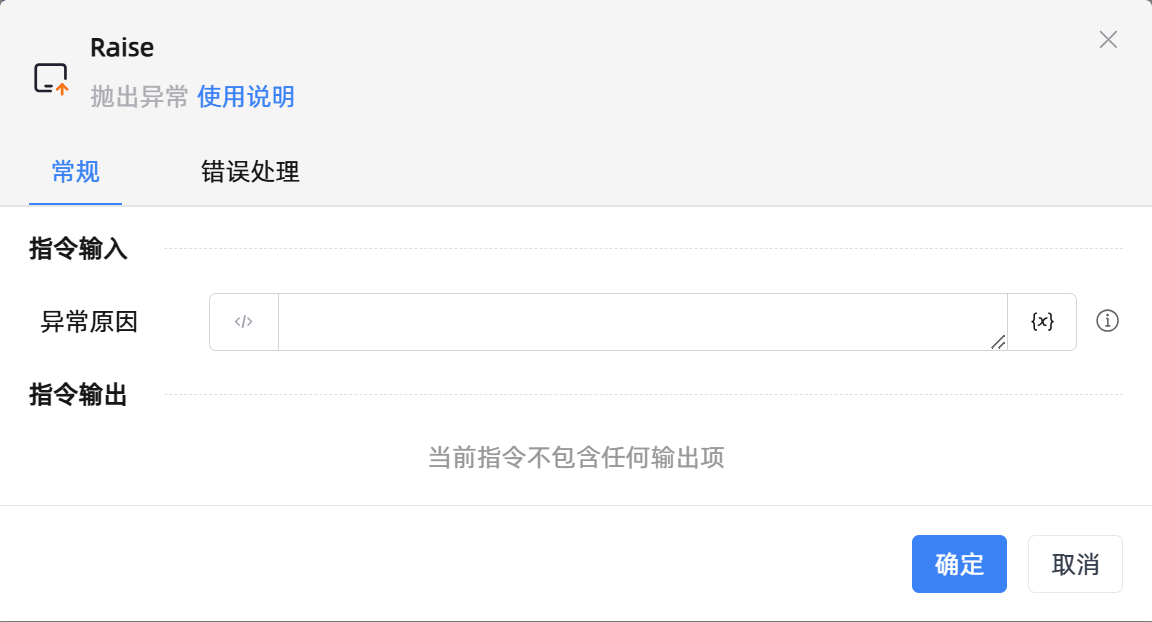 Raise
抛出异常 使用说明
常规 错误处理
指令输入
异常原因 </> {x}
指令输出
当前指令不包含任何输出项
确定 取消